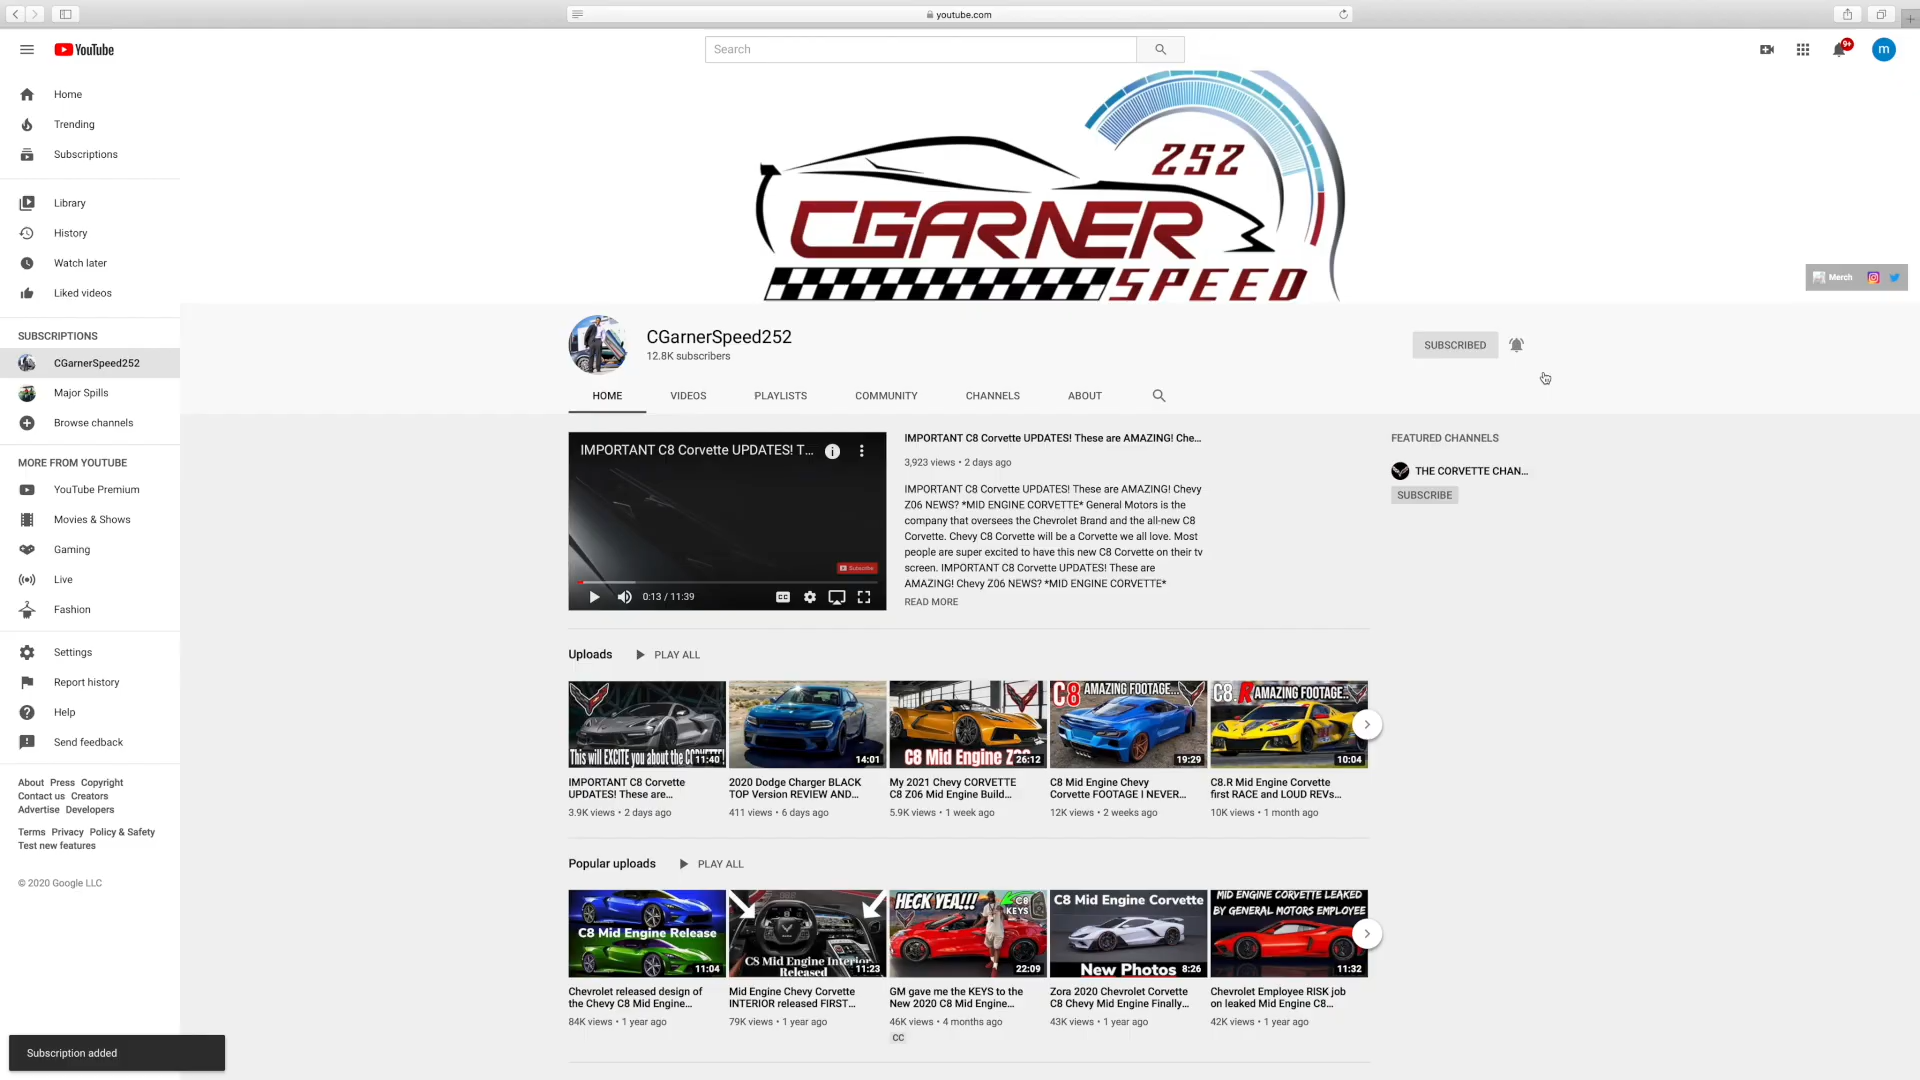 youtube.com
YouTube
Search
9+
m
Home
Trending
Subscriptions
Library
History
Watch later
Liked videos
SUBSCRIPTIONS
CGarnerSpeed252
Major Spills
Browse channels
MORE FROM YOUTUBE
YouTube Premium
Movies & Shows
Gaming
Live
Fashion
Settings
Report history
Help
Send feedback
About Press Copyright
Contact us Creators
Advertise Developers
Terms Privacy Policy & Safety
Test new features
© 2020 Google LLC
Subscription added
252
CGARNER
SPEED
Merch
CGarnerSpeed252
12.8K subscribers
SUBSCRIBED
HOME VIDEOS PLAYLISTS COMMUNITY CHANNELS ABOUT
IMPORTANT C8 Corvette UPDATES! T...
Subscribe
0:13 / 11:39
CC
IMPORTANT C8 Corvette UPDATES! These are AMAZING! Che...
3,923 views • 2 days ago
IMPORTANT C8 Corvette UPDATES! These are AMAZING! Chevy
Z06 NEWS? *MID ENGINE CORVETTE* General Motors is the
company that oversees the Chevrolet Brand and the all-new C8
Corvette. Chevy C8 Corvette will be a Corvette we all love. Most
people are super excited to have this new C8 Corvette on their tv
screen. IMPORTANT C8 Corvette UPDATES! These are
AMAZING! Chevy Z06 NEWS? *MID ENGINE CORVETTE*
READ MORE
FEATURED CHANNELS
THE CORVETTE CHAN...
SUBSCRIBE
Uploads PLAY ALL
This will EXCITE you about the CORVETTE!
11:40
IMPORTANT C8 Corvette
UPDATES! These are...
3.9K views • 2 days ago
14:01
2020 Dodge Charger BLACK
TOP Version REVIEW AND...
411 views • 6 days ago
C8 Mid Engine
26:12
My 2021 Chevy CORVETTE
C8 Z06 Mid Engine Build...
5.9K views • 1 week ago
C8 AMAZING FOOTAGE...
19:29
C8 Mid Engine Chevy
Corvette FOOTAGE I NEVER...
12K views • 2 weeks ago
C8.R AMAZING FOOTAGE...
10:04
C8.R Mid Engine Corvette
first RACE and LOUD REVs...
10K views • 1 month ago
Popular uploads PLAY ALL
C8 Mid Engine Release
11:04
Chevrolet released design of
the Chevy C8 Mid Engine...
84K views • 1 year ago
C8 Mid Engine Interior
Released
11:23
Mid Engine Chevy Corvette
INTERIOR released FIRST...
79K views • 1 year ago
HECK YEA!!!
C8
KEYS
22:09
GM gave me the KEYS to the
New 2020 C8 Mid Engine...
46K views • 4 months ago
CC
C8 Mid Engine Corvette
New Photos
8:26
Zora 2020 Chevrolet Corvette
C8 Chevy Mid Engine Finally...
43K views • 1 year ago
MID ENGINE CORVETTE LEAKED
BY GENERAL MOTORS EMPLOYEE
11:32
Chevrolet Employee RISK job
on leaked Mid Engine C8...
42K views • 1 year ago